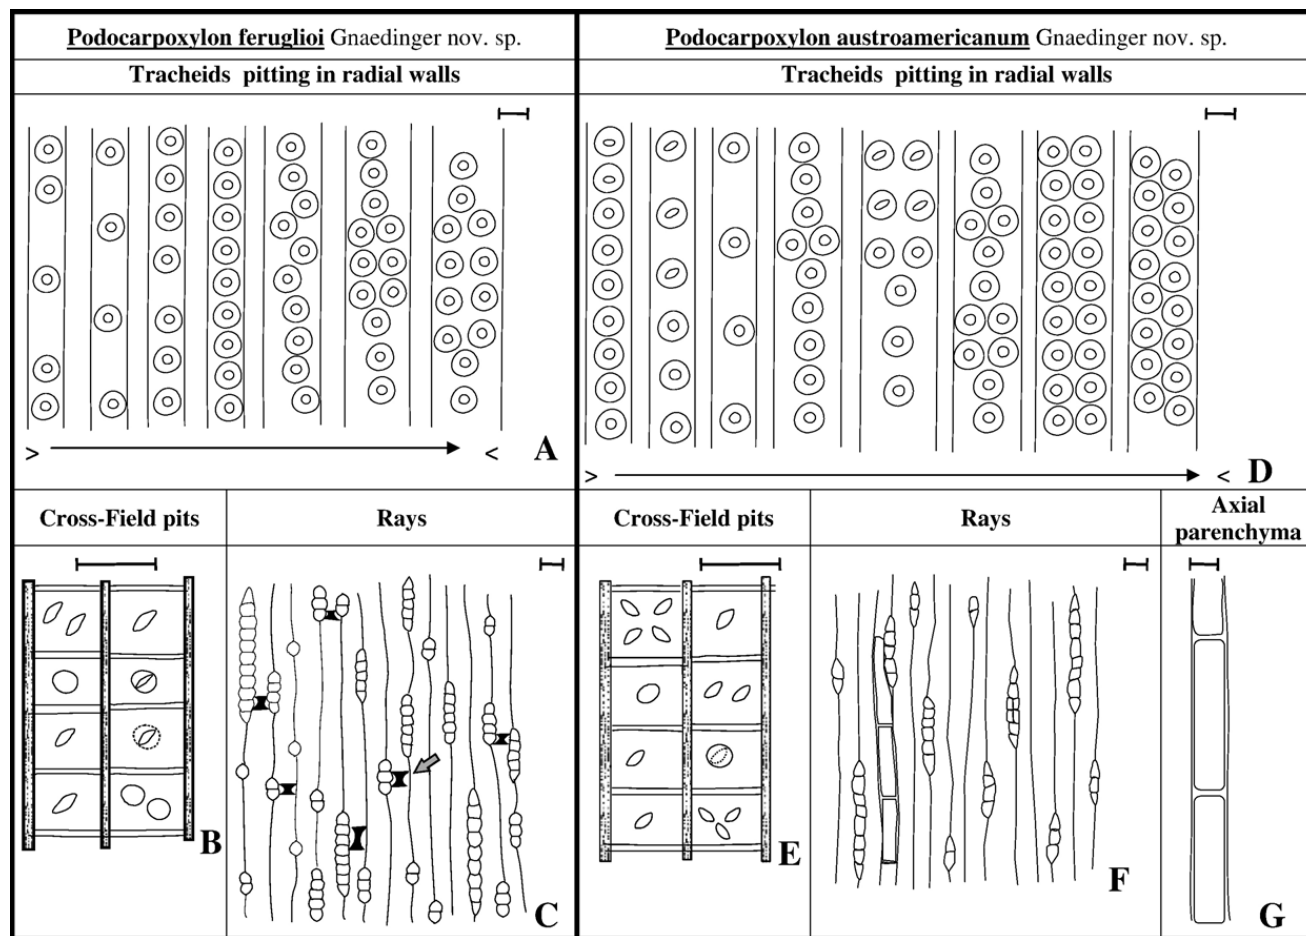 Podocarpoxylon feruglioi Gnaedinger nov. sp.
Tracheids pitting in radial walls
> <
A
Cross-Field pits
Rays
B
C
Podocarpoxylon austroamericanum Gnaedinger nov. sp.
Tracheids pitting in radial walls
> <
D
Cross-Field pits
Rays
Axial
parenchyma
E
F
G